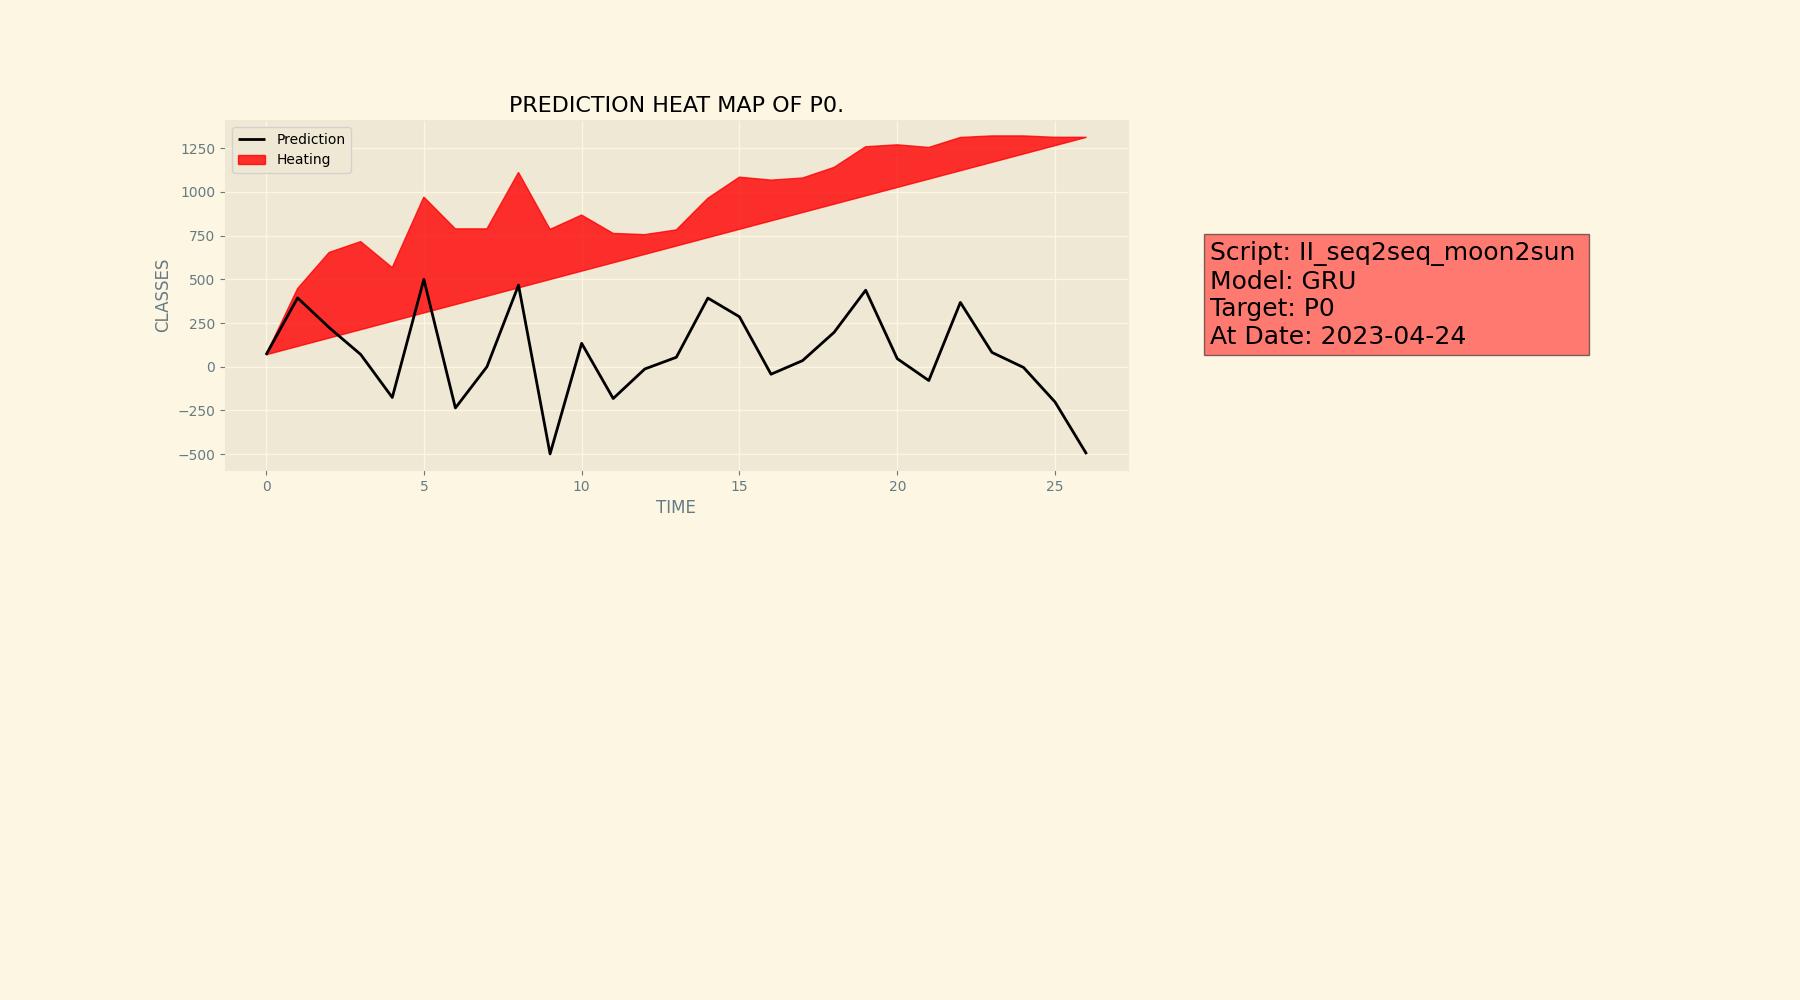 PREDICTION HEAT MAP OF P0.
Prediction
Heating
CLASSES
1250
1000
750
500
250
0
−250
−500
0 5 10 15 20 25
TIME
Script: II_seq2seq_moon2sun
Model: GRU
Target: P0
At Date: 2023-04-24